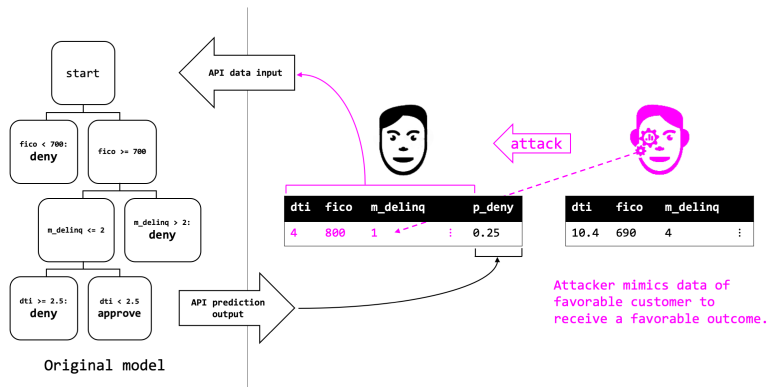 start
API data input
fico < 700:
deny
fico >= 700
attack
m_delinq <= 2
m_delinq > 2:
deny
dti fico m_delinq p_deny
4 800 1 ⋮ 0.25
dti fico m_delinq
10.4 690 4 ⋮
dti >= 2.5:
deny
dti < 2.5
approve
API prediction
output
Attacker mimics data of
favorable customer to
receive a favorable outcome.
Original model